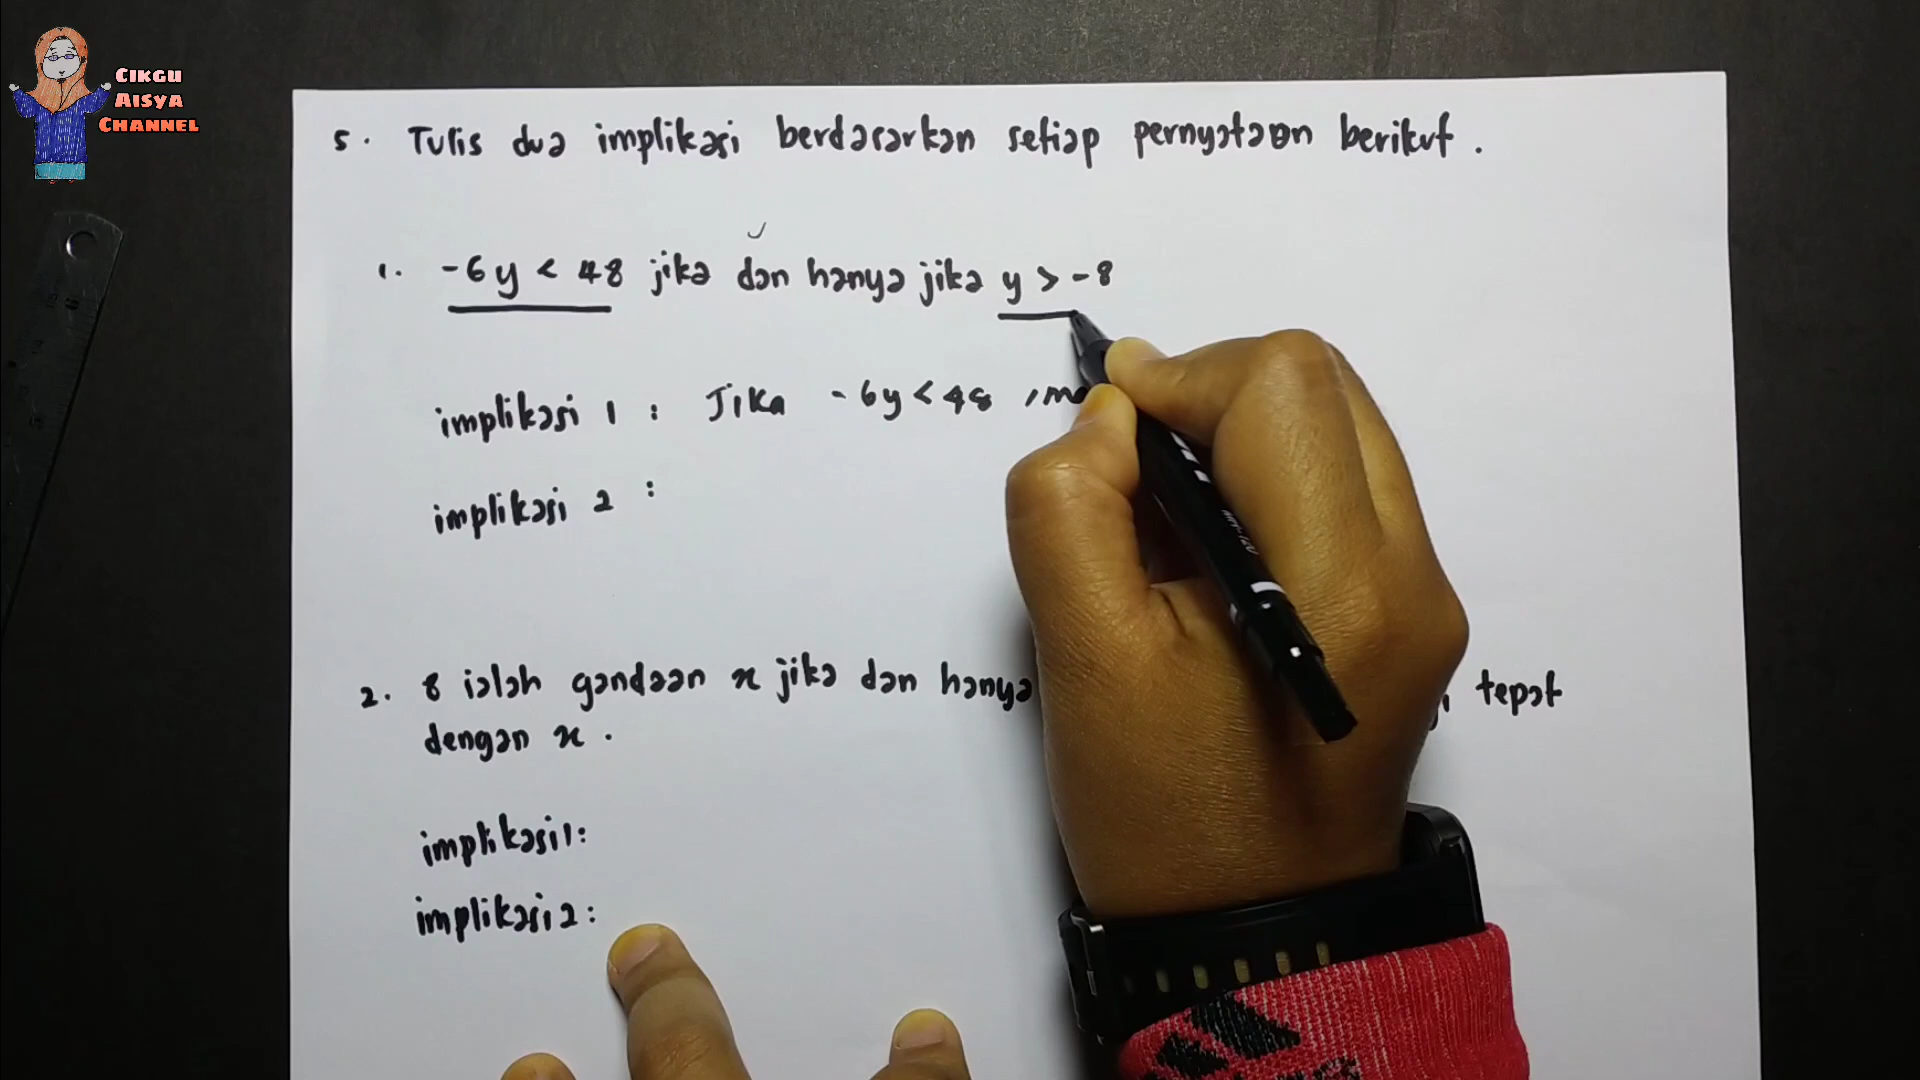 CIKGU
AISYA
CHANNEL
5. Tulis dua implikasi berdasarkan setiap pernyataan berikut.
1. -6y < 48 jika dan hanya jika y > -8
implikasi 1 : Jika -6y < 48 ,
implikasi 2 :
2. 8 ialah gandaan x jika dan hanya tepat
dengan x.
implikasi 1:
implikasi 2: